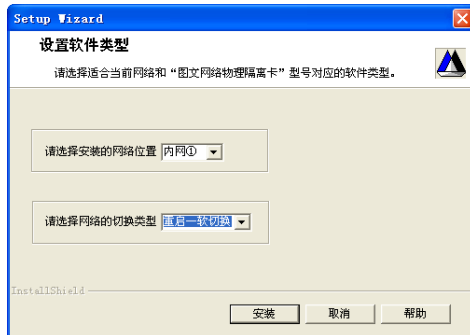 Setup Wizard
设置软件类型
请选择适合当前网络和“图文网络物理隔离卡”型号对应的软件类型。
请选择安装的网络位置 内网①
请选择网络的切换类型 重启一软切换
InstallShield
安装 取消 帮助